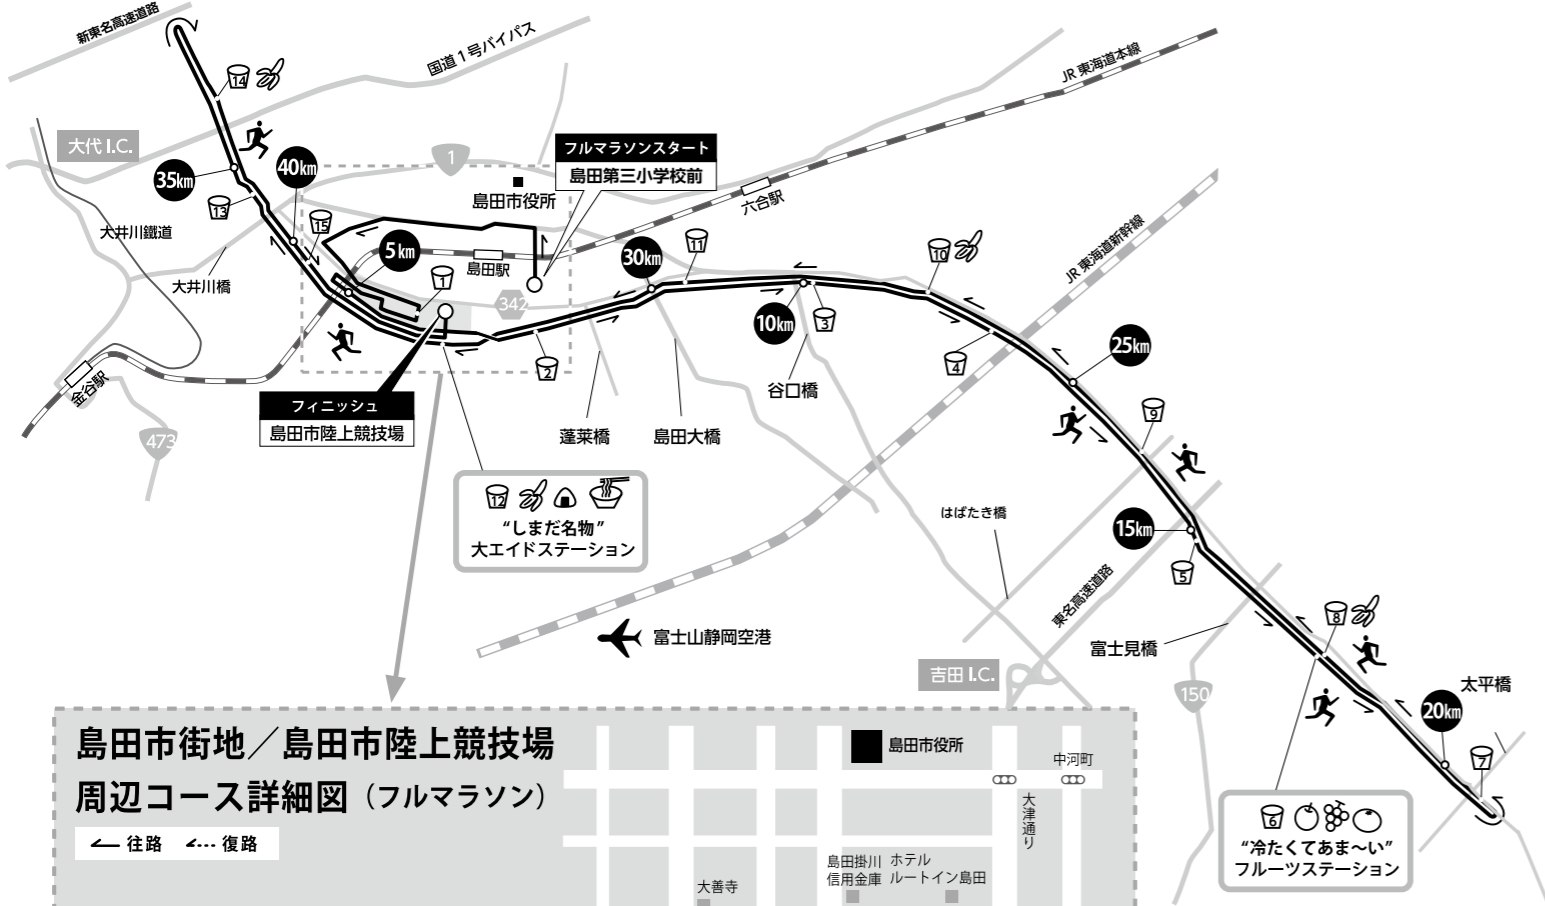 新東名高速道路
国道1号バイパス
JR 東海道本線
14
大代 I.C.
1
フルマラソンスタート
島田第三小学校前
35km
40km
島田市役所
六合駅
13
15
大井川鐵道
5km
島田駅
大井川橋
1
342
30km
11
10
JR 東海道新幹線
10km
3
4
25km
2
谷口橋
金谷駅
473
フィニッシュ
島田市陸上競技場
蓬莱橋
島田大橋
9
12
“しまだ名物”
大エイドステーション
はばたき橋
15km
5
東名高速道路
富士山静岡空港
8
富士見橋
吉田 I.C.
150
太平橋
20km
7
6
“冷たくてあま〜い”
フルーツステーション
島田市街地／島田市陸上競技場
周辺コース詳細図（フルマラソン）
往路 復路
島田市役所
中河町
大津通り
島田掛川
信用金庫
ホテル
ルートイン島田
大善寺